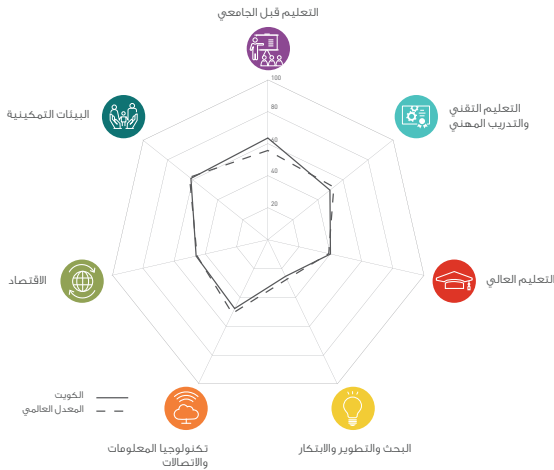 التعليم قبل الجامعي
100
80
60
40
20
البيئات التمكينية
التعليم التقني
والتدريب المهني
الاقتصاد
التعليم العالي
الكويت
المعدل العالمي
تكنولوجيا المعلومات
والاتصالات
البحث والتطوير والابتكار